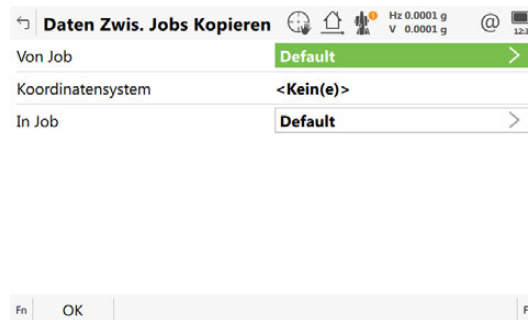 Daten Zwis. Jobs Kopieren
Hz 0.0001 g
V 0.0001 g
@
Von Job Default
Koordinatensystem <Kein(e)>
In Job Default
Fn OK